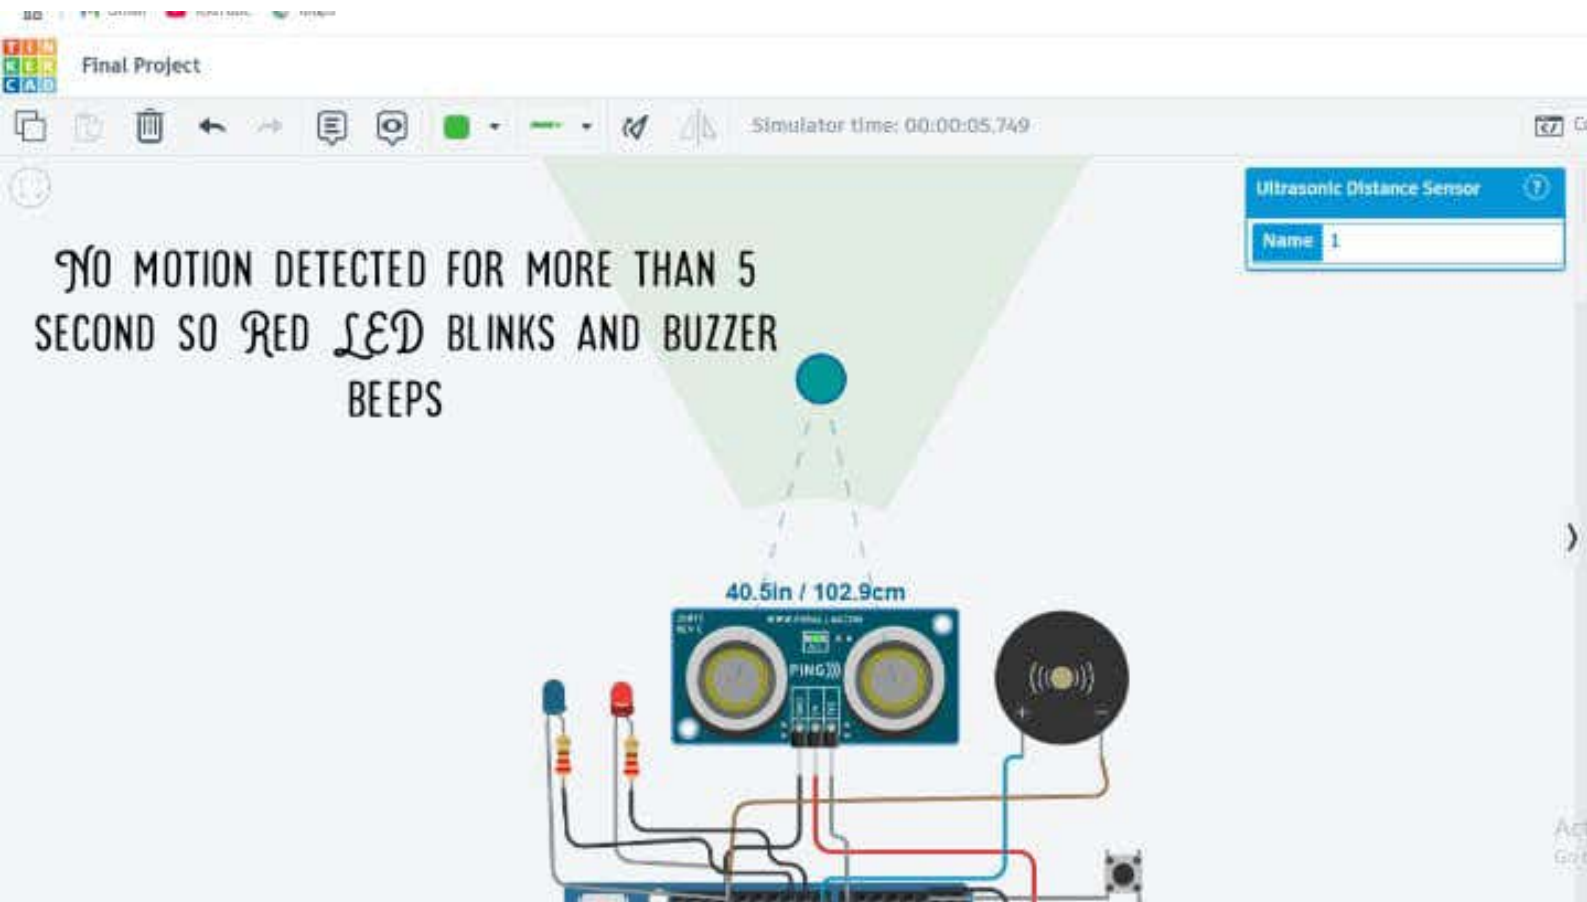 TINKERCAD
Final Project
Simulator time: 00:00:05.749
Ultrasonic Distance Sensor
?
Name 1
NO MOTION DETECTED FOR MORE THAN 5
SECOND SO RED LED BLINKS AND BUZZER
BEEPS
40.5in / 102.9cm
PING)))
+